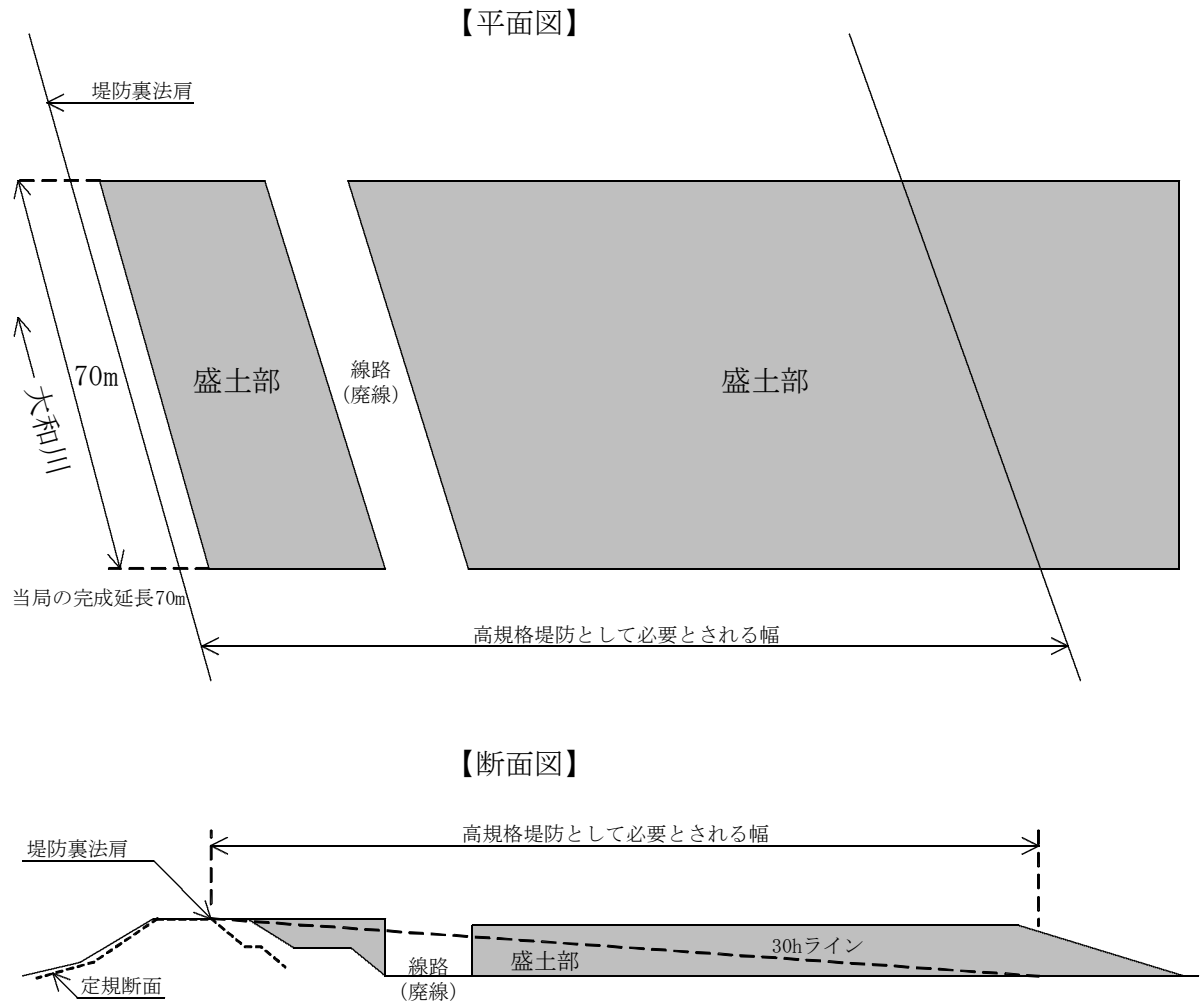 【平面図】
堤防裏法肩
70m
大和川
盛土部
線路
(廃線)
盛土部
当局の完成延長70m
高規格堤防として必要とされる幅
【断面図】
高規格堤防として必要とされる幅
堤防裏法肩
30hライン
盛土部
線路
(廃線)
定規断面